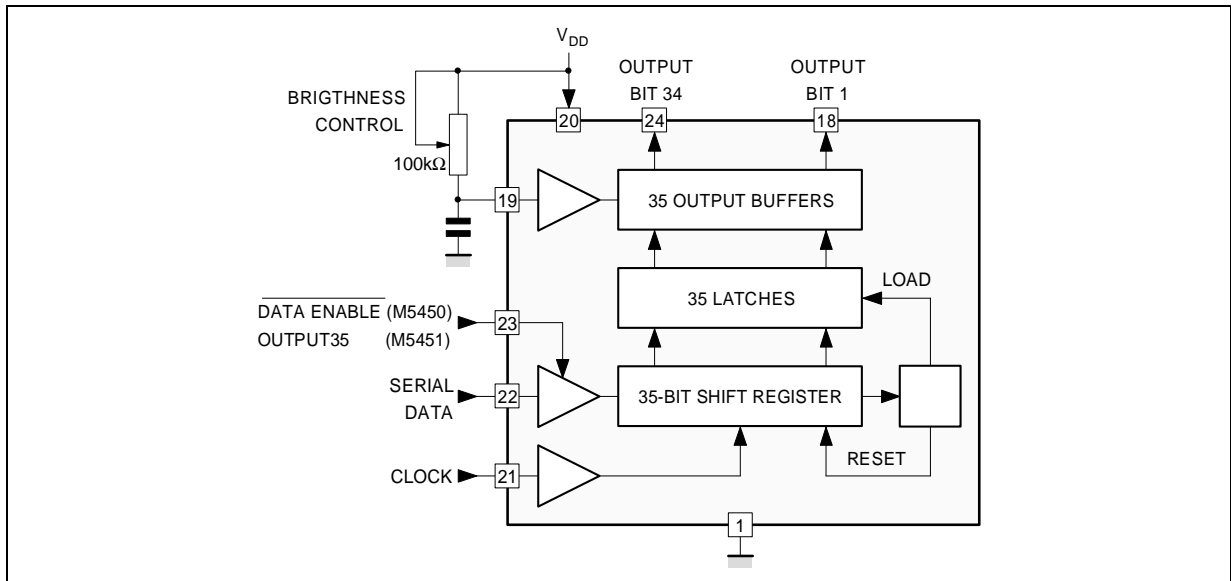 VDD
OUTPUT
BIT 34
OUTPUT
BIT 1
BRIGTHNESS
CONTROL
100kΩ
20
24
18
19
35 OUTPUT BUFFERS
LOAD
35 LATCHES
DATA ENABLE (M5450)
OUTPUT35 (M5451)
23
SERIAL
DATA
22
35-BIT SHIFT REGISTER
RESET
CLOCK
21
1